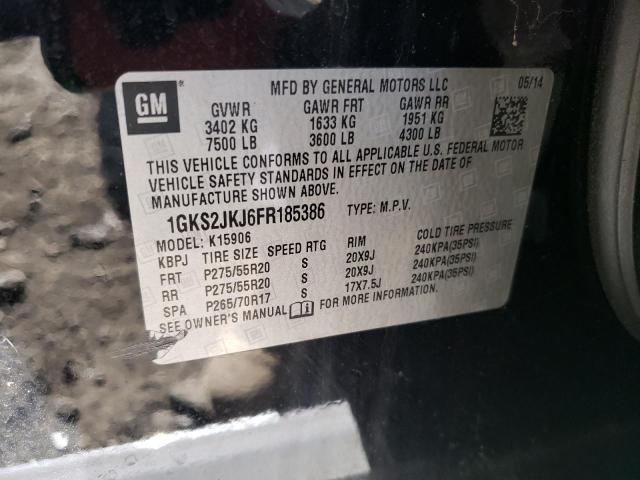 GM
MFD BY GENERAL MOTORS LLC 05/14
GVWR GAWR FRT GAWR RR
3402 KG 1633 KG 1951 KG
7500 LB 3600 LB 4300 LB
THIS VEHICLE CONFORMS TO ALL APPLICABLE U.S. FEDERAL MOTOR
VEHICLE SAFETY STANDARDS IN EFFECT ON THE DATE OF
MANUFACTURE SHOWN ABOVE.
1GKS2JKJ6FR185386 TYPE: M.P.V.
MODEL: K15906
KBPJ TIRE SIZE SPEED RTG RIM COLD TIRE PRESSURE
FRT P275/55R20 S 20X9J 240KPA(35PSI)
RR P275/55R20 S 20X9J 240KPA(35PSI)
SPA P265/70R17 S 17X7.5J 240KPA(35PSI)
SEE OWNER'S MANUAL FOR MORE INFORMATION.